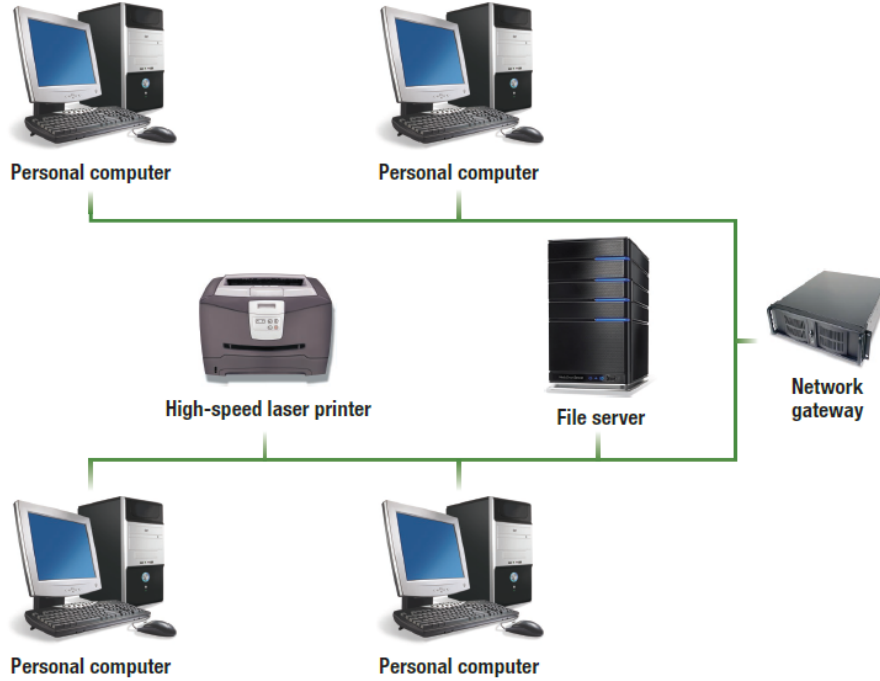 Personal computer
Personal computer
High-speed laser printer
File server
Network
gateway
Personal computer
Personal computer